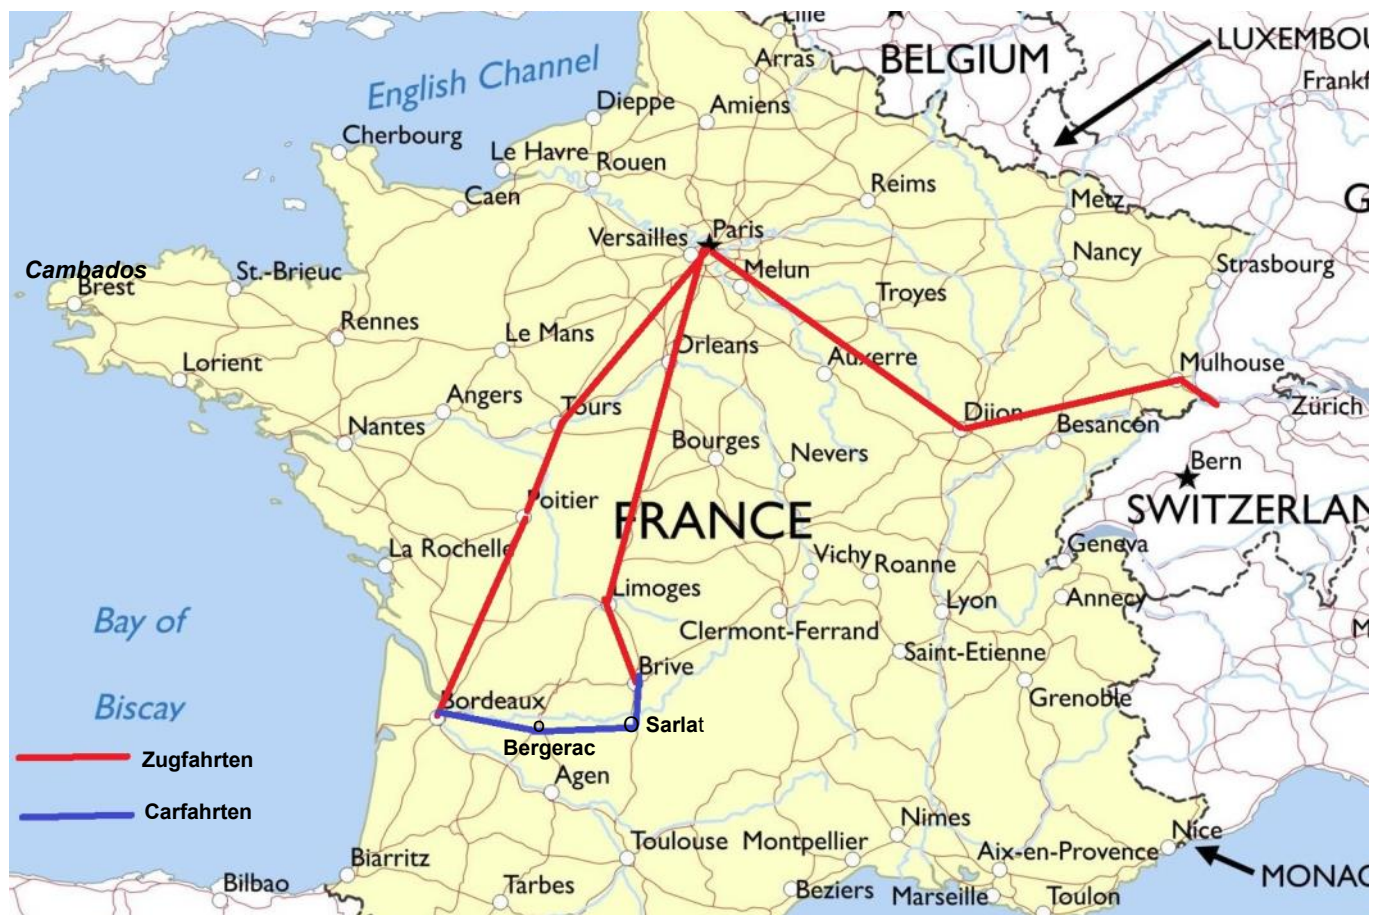 Lille
BELGIUM
LUXEMBOU
English Channel
Arras
Frankf
Dieppe
Amiens
Cherbourg
Le Havre
Rouen
Reims
Caen
Metz
G
Paris
Versailles
Nancy
Cambados
St.-Brieuc
Melun
Strasbourg
Brest
Troyes
Rennes
Le Mans
Orleans
Auxerre
Mulhouse
Lorient
Angers
Tours
Dijon
Zürich
Nantes
Bourges
Besancon
Nevers
Bern
Poitier
FRANCE
SWITZERLAN
La Rochelle
Geneva
Vichy
Roanne
Limoges
Lyon
Annecy
Bay of
Clermont-Ferrand
M
Saint-Etienne
Brive
Grenoble
Biscay
Bordeaux
Sarlat
Bergerac
Zugfahrten
Agen
Carfahrten
Nimes
Nice
Toulouse
Montpellier
Biarritz
Aix-en-Provence
MONAC
Bilbao
Tarbes
Beziers
Marseille
Toulon